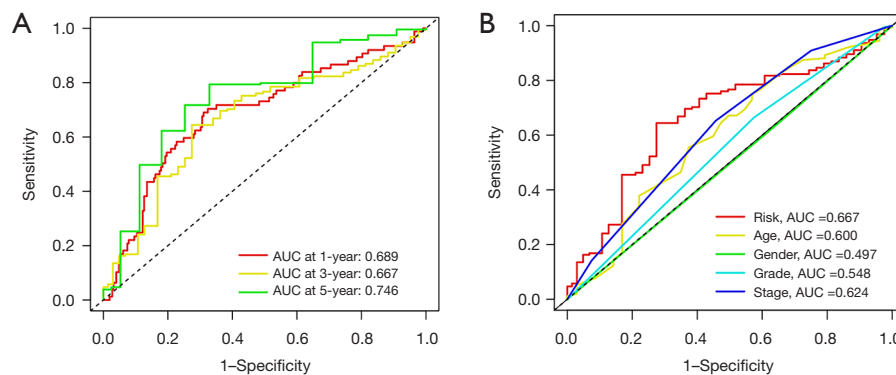 A
1.0
0.8
0.6
0.4
0.2
0.0
Sensitivity
AUC at 1-year: 0.689
AUC at 3-year: 0.667
AUC at 5-year: 0.746
0.0 0.2 0.4 0.6 0.8 1.0
1–Specificity
B
1.0
0.8
0.6
0.4
0.2
0.0
Sensitivity
Risk, AUC =0.667
Age, AUC =0.600
Gender, AUC =0.497
Grade, AUC =0.548
Stage, AUC =0.624
0.0 0.2 0.4 0.6 0.8 1.0
1–Specificity